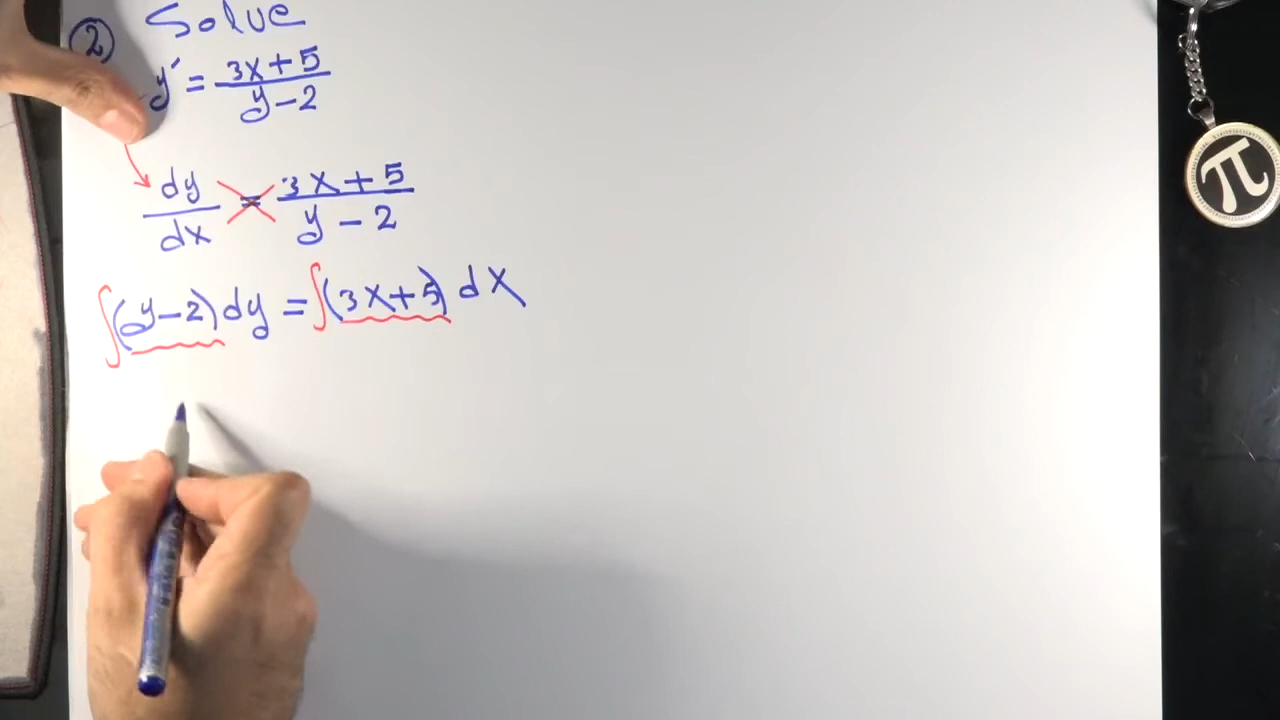 ② Solve
y' = 3x+5 / y-2
dy/dx = 3x+5 / y-2
∫(y-2)dy = ∫(3x+5)dx
π